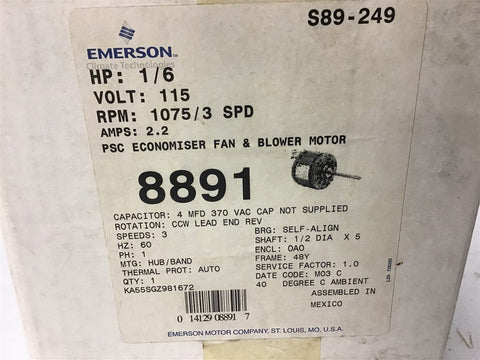 S89-249
EMERSON
Climate Technologies
HP: 1/6
VOLT: 115
RPM: 1075/3 SPD
AMPS: 2.2
PSC ECONOMISER FAN & BLOWER MOTOR
8891
CAPACITOR: 4 MFD 370 VAC CAP NOT SUPPLIED
ROTATION: CCW LEAD END REV
SPEEDS: 3
HZ: 60
PH: 1
MTG: HUB/BAND
THERMAL PROT: AUTO
QTY: 1
KA55SGZ981672
BRG: SELF-ALIGN
SHAFT: 1/2 DIA X 5
ENCL: OAO
FRAME: 48Y
SERVICE FACTOR: 1.0
DATE CODE: M03 C
40 DEGREE C AMBIENT
ASSEMBLED IN
MEXICO
0 14129 08891 7
EMERSON MOTOR COMPANY, ST. LOUIS, MO. U.S.A.